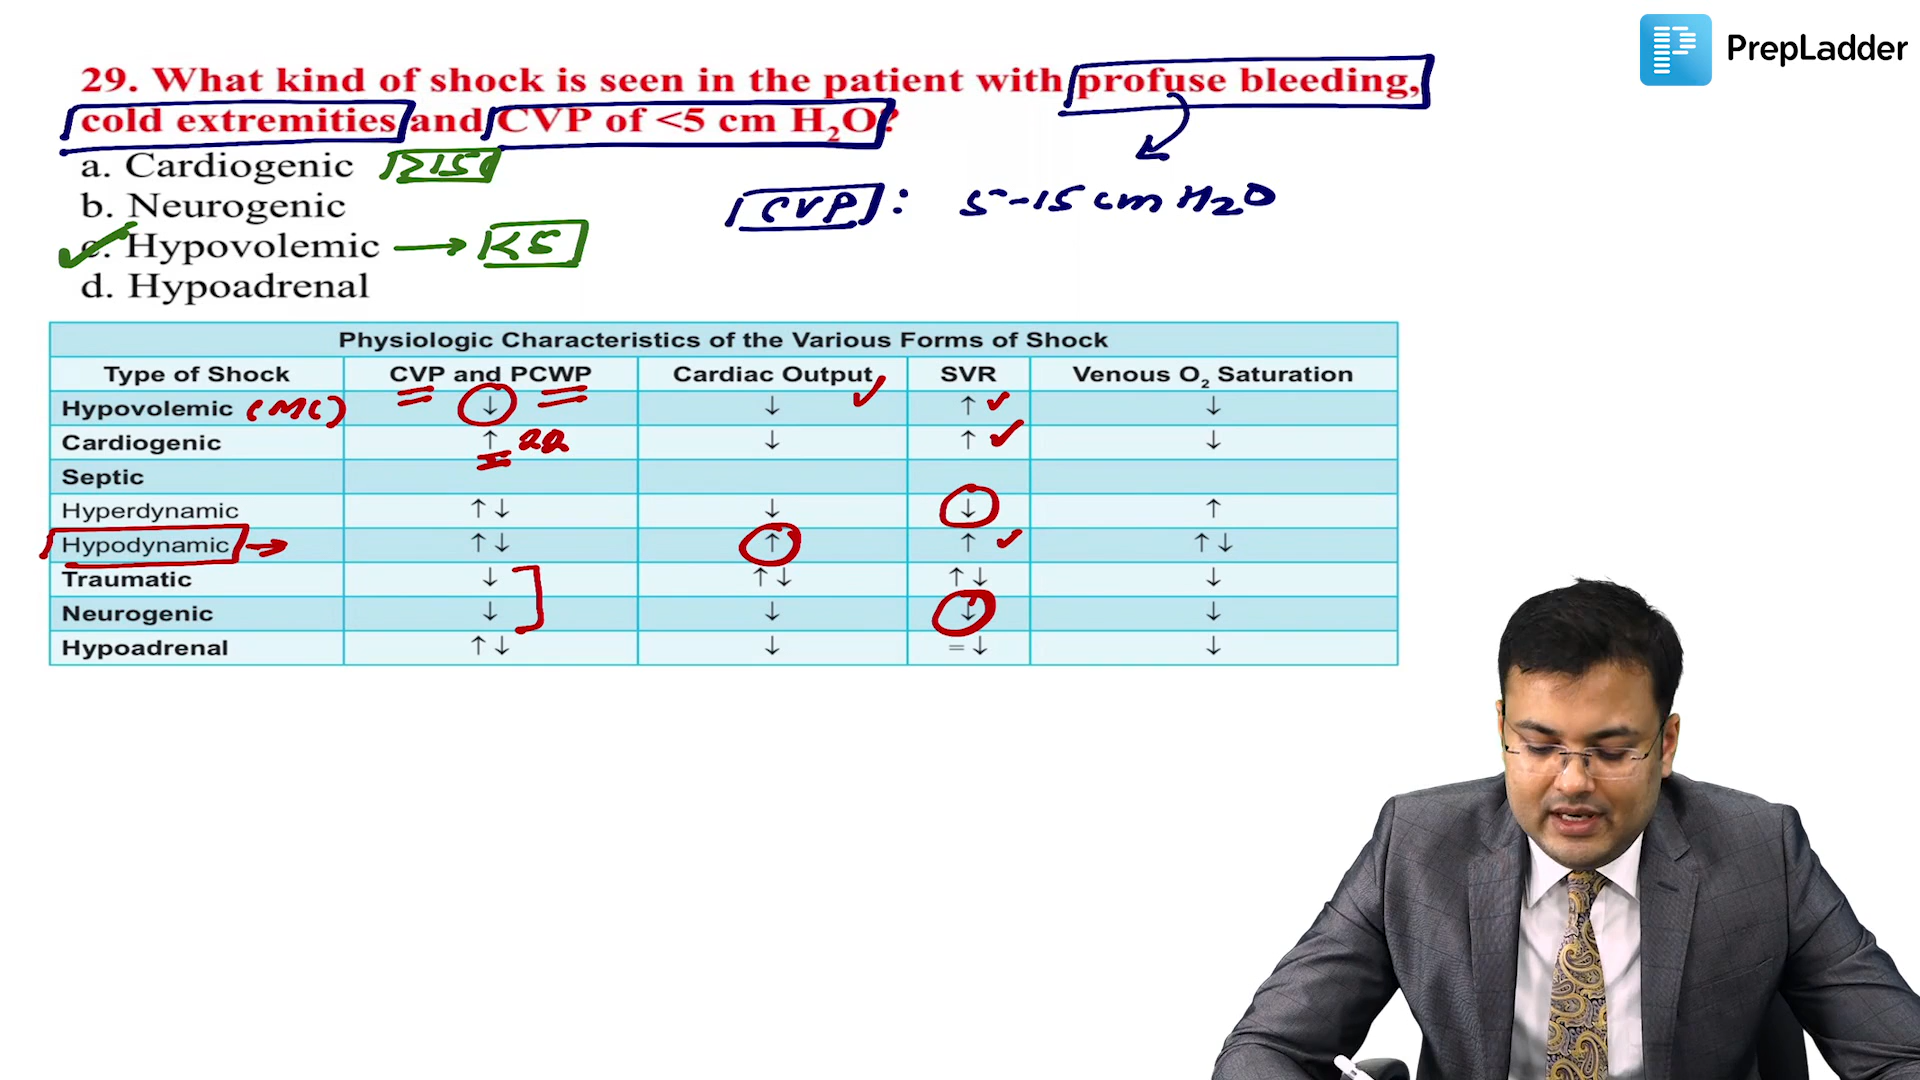 PrepLadder
29. What kind of shock is seen in the patient with profuse bleeding,
cold extremities and CVP of <5 cm H₂O?
a. Cardiogenic >15
b. Neurogenic
CVP : 5-15 cm H₂O
c. Hypovolemic → <5
d. Hypoadrenal
Physiologic Characteristics of the Various Forms of Shock
Type of Shock CVP and PCWP Cardiac Output SVR Venous O₂ Saturation
Hypovolemic (MC) ↓ ↓ ↑ ↓
Cardiogenic ↑ ↓ ↑ ↓
Septic
Hyperdynamic ↑↓ ↓ ↓ ↑
Hypodynamic → ↑↓ ↑ ↑ ↑↓
Traumatic ↓ ↑↓ ↑↓ ↓
Neurogenic ↓ ↓ ↓ ↓
Hypoadrenal ↑↓ ↓ =↓ ↓